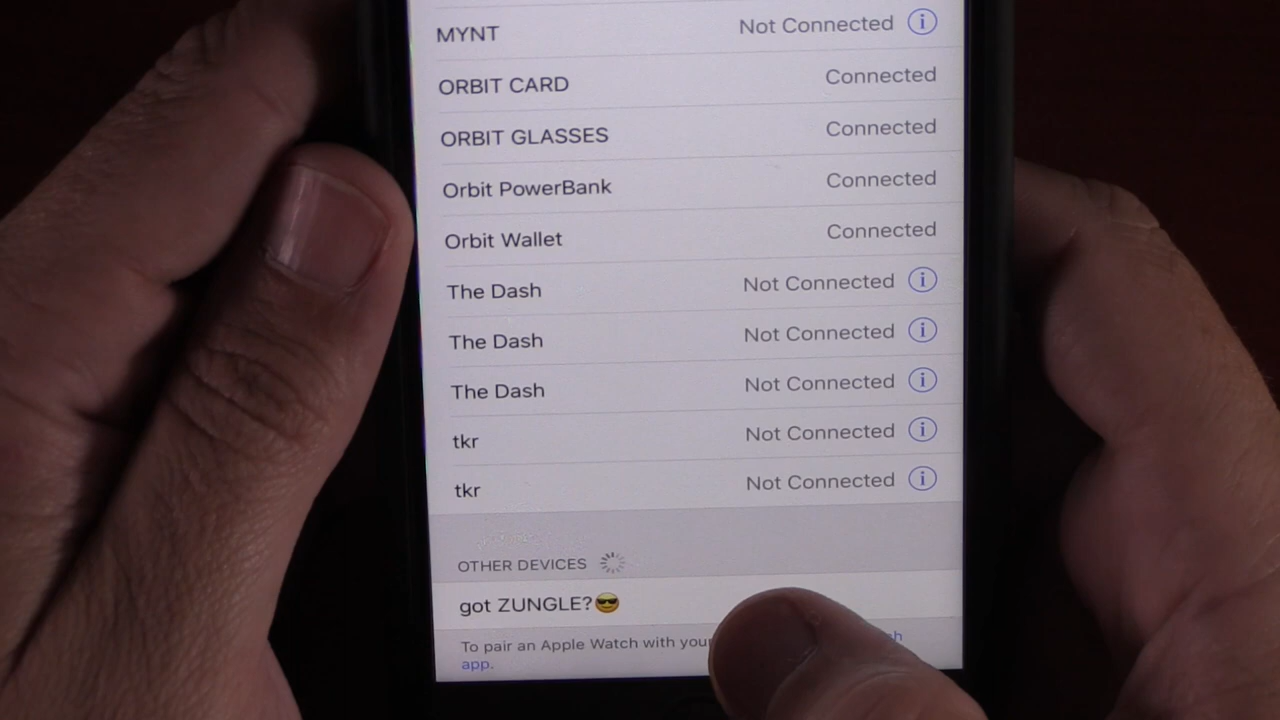 MYNT Not Connected i
ORBIT CARD Connected
ORBIT GLASSES Connected
Orbit PowerBank Connected
Orbit Wallet Connected
The Dash Not Connected i
The Dash Not Connected i
The Dash Not Connected i
tkr Not Connected i
tkr Not Connected i
OTHER DEVICES
got ZUNGLE?😎
To pair an Apple Watch with your
app.